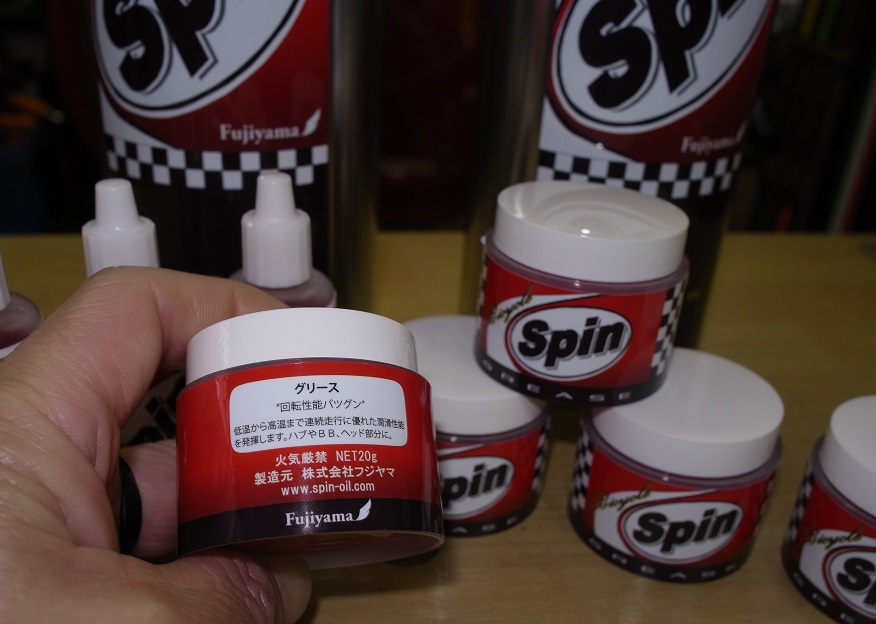 Spin
Fujiyama
Spin
Fujiyama
Bicycle
Spin
GREASE
グリース
"回転性能バツグン"
低温から高温まで連続走行に優れた潤滑性能
を発揮します。ハブやBB、ヘッド部分に。
火気厳禁 NET20g
製造元 株式会社フジヤマ
www.spin-oil.com
Fujiyama
Spin
Bicycle
Spin
GREASE
Bicycle